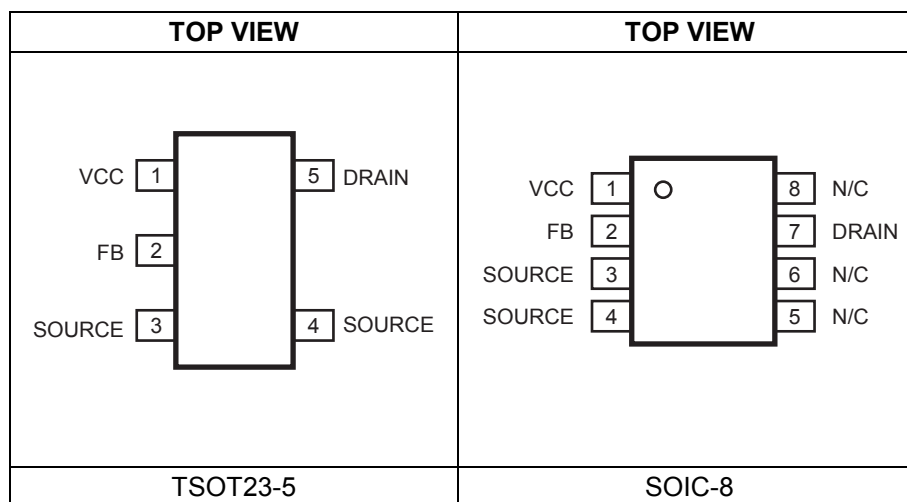 TOP VIEW
TOP VIEW
VCC 1
5 DRAIN
FB 2
SOURCE 3
4 SOURCE
VCC 1
8 N/C
FB 2
7 DRAIN
SOURCE 3
6 N/C
SOURCE 4
5 N/C
TSOT23-5
SOIC-8